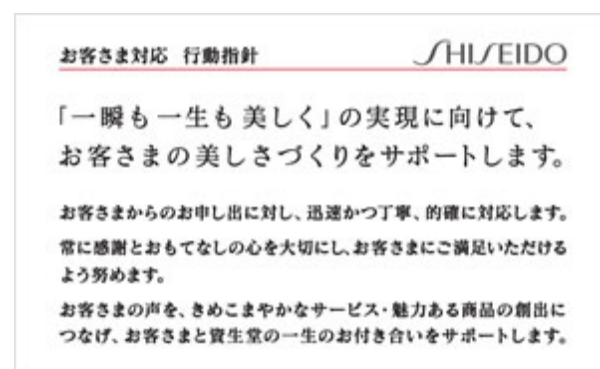 お客さま対応 行動指針
SHISEIDO
「一瞬も一生も 美しく」の実現に向けて、
お客さまの美しさづくりをサポートします。
お客さまからのお申し出に対し、迅速かつ丁寧、的確に対応します。
常に感謝とおもてなしの心を大切にし、お客さまにご満足いただける
よう努めます。
お客さまの声を、きめこまやかなサービス・魅力ある商品の創出に
つなげ、お客さまと資生堂の一生のお付き合いをサポートします。